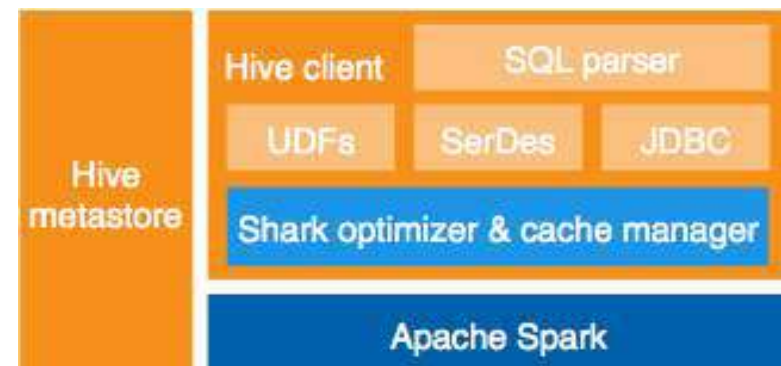 Hive
metastore
Hive client
SQL parser
UDFs
SerDes
JDBC
Shark optimizer & cache manager
Apache Spark